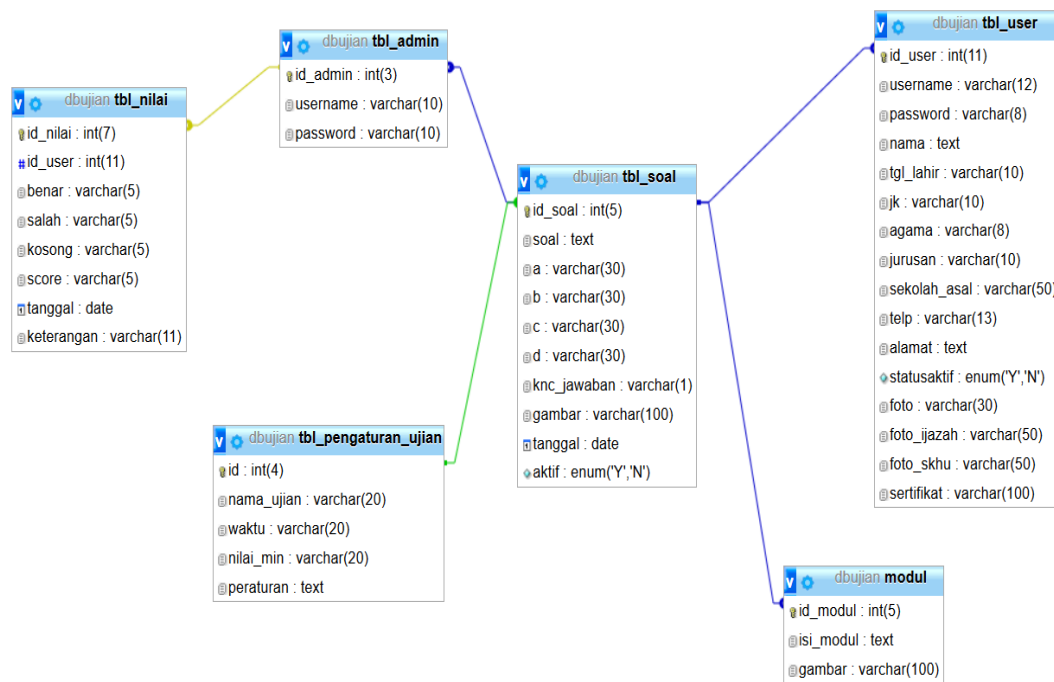 dbujian tbl_nilai
id_nilai : int(7)
id_user : int(11)
benar : varchar(5)
salah : varchar(5)
kosong : varchar(5)
score : varchar(5)
tanggal : date
keterangan : varchar(11)
dbujian tbl_admin
id_admin : int(3)
username : varchar(10)
password : varchar(10)
dbujian tbl_pengaturan_ujian
id : int(4)
nama_ujian : varchar(20)
waktu : varchar(20)
nilai_min : varchar(20)
peraturan : text
dbujian tbl_soal
id_soal : int(5)
soal : text
a : varchar(30)
b : varchar(30)
c : varchar(30)
d : varchar(30)
knc_jawaban : varchar(1)
gambar : varchar(100)
tanggal : date
aktif : enum('Y','N')
dbujian tbl_user
id_user : int(11)
username : varchar(12)
password : varchar(8)
nama : text
tgl_lahir : varchar(10)
jk : varchar(10)
agama : varchar(8)
jurusan : varchar(10)
sekolah_asal : varchar(50)
telp : varchar(13)
alamat : text
statusaktif : enum('Y','N')
foto : varchar(30)
foto_ijazah : varchar(50)
foto_skhu : varchar(50)
sertifikat : varchar(100)
dbujian modul
id_modul : int(5)
isi_modul : text
gambar : varchar(100)